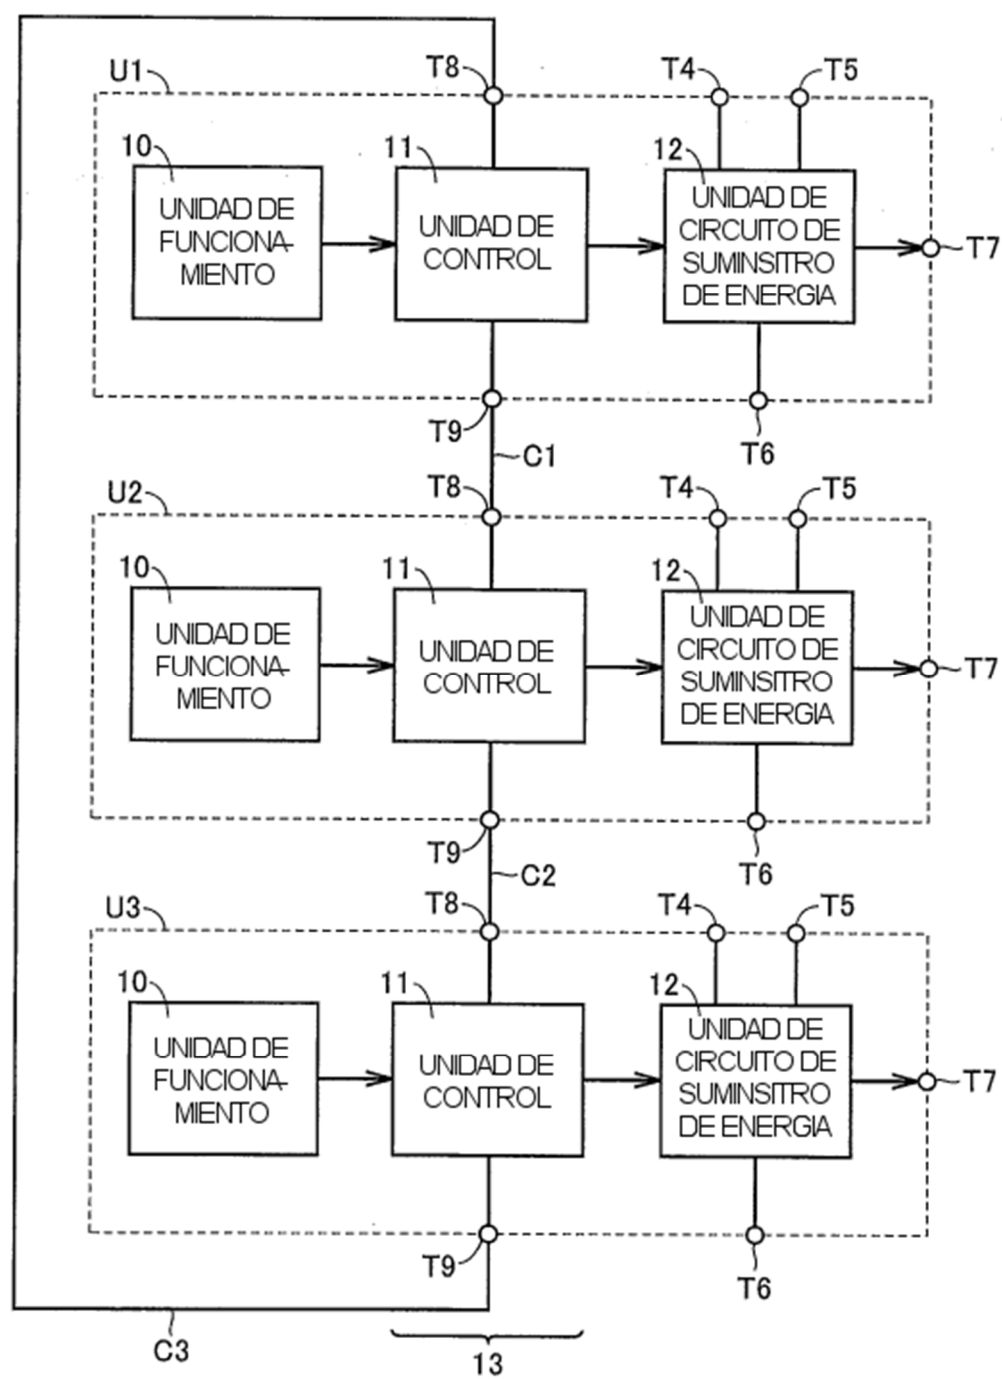 U1
T8
T4
T5
10
11
12
UNIDAD DE
FUNCIONA-
MIENTO
UNIDAD DE
CONTROL
UNIDAD DE
CIRCUITO DE
SUMINSITRO
DE ENERGIA
T7
T9
T6
C1
U2
T8
T4
T5
10
11
12
UNIDAD DE
FUNCIONA-
MIENTO
UNIDAD DE
CONTROL
UNIDAD DE
CIRCUITO DE
SUMINSITRO
DE ENERGIA
T7
T9
T6
C2
U3
T8
T4
T5
10
11
12
UNIDAD DE
FUNCIONA-
MIENTO
UNIDAD DE
CONTROL
UNIDAD DE
CIRCUITO DE
SUMINSITRO
DE ENERGIA
T7
T9
T6
C3
13